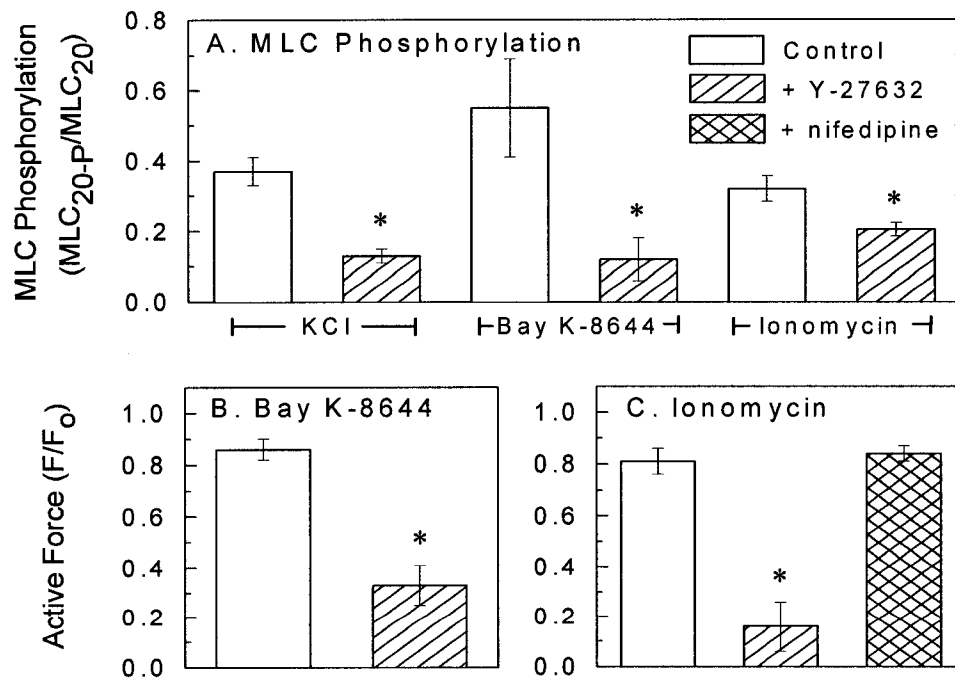 A. MLC Phosphorylation
Control
+ Y-27632
+ nifedipine
MLC Phosphorylation
(MLC20-P/MLC20)
0.8
0.6
0.4
0.2
0.0
*
*
*
KCl
Bay K-8644
Ionomycin
B. Bay K-8644
Active Force (F/Fo)
1.0
0.8
0.6
0.4
0.2
0.0
*
C. Ionomycin
1.0
0.8
0.6
0.4
0.2
0.0
*